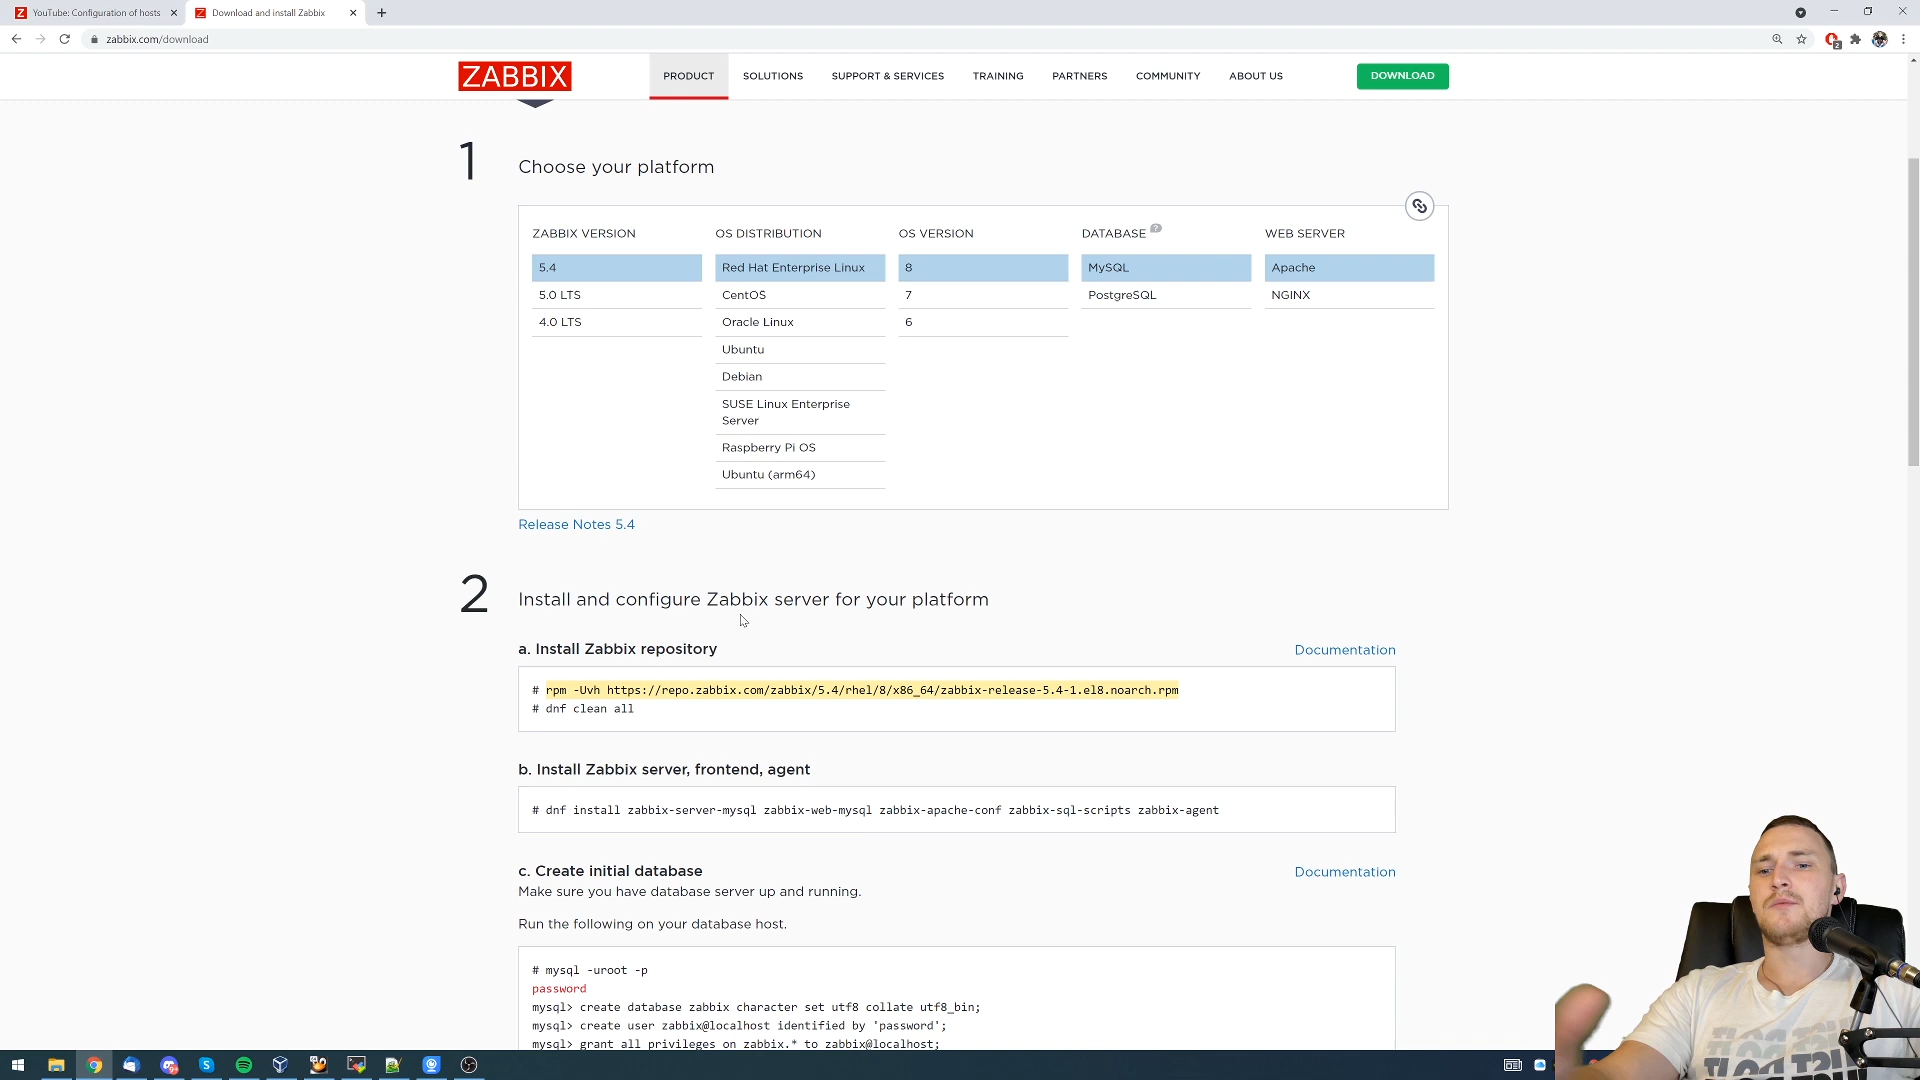 YouTube: Configuration of hosts
Download and install Zabbix
zabbix.com/download
2
ZABBIX
PRODUCT
SOLUTIONS
SUPPORT & SERVICES
TRAINING
PARTNERS
COMMUNITY
ABOUT US
DOWNLOAD
1
Choose your platform
ZABBIX VERSION
OS DISTRIBUTION
OS VERSION
DATABASE ?
WEB SERVER
5.4
Red Hat Enterprise Linux
8
MySQL
Apache
5.0 LTS
CentOS
7
PostgreSQL
NGINX
4.0 LTS
Oracle Linux
6
Ubuntu
Debian
SUSE Linux Enterprise
Server
Raspberry Pi OS
Ubuntu (arm64)
Release Notes 5.4
2
Install and configure Zabbix server for your platform
a. Install Zabbix repository
Documentation
# rpm -Uvh https://repo.zabbix.com/zabbix/5.4/rhel/8/x86_64/zabbix-release-5.4-1.el8.noarch.rpm
# dnf clean all
b. Install Zabbix server, frontend, agent
# dnf install zabbix-server-mysql zabbix-web-mysql zabbix-apache-conf zabbix-sql-scripts zabbix-agent
c. Create initial database
Documentation
Make sure you have database server up and running.
Run the following on your database host.
# mysql -uroot -p
password
mysql> create database zabbix character set utf8 collate utf8_bin;
mysql> create user zabbix@localhost identified by 'password';
mysql> grant all privileges on zabbix.* to zabbix@localhost;